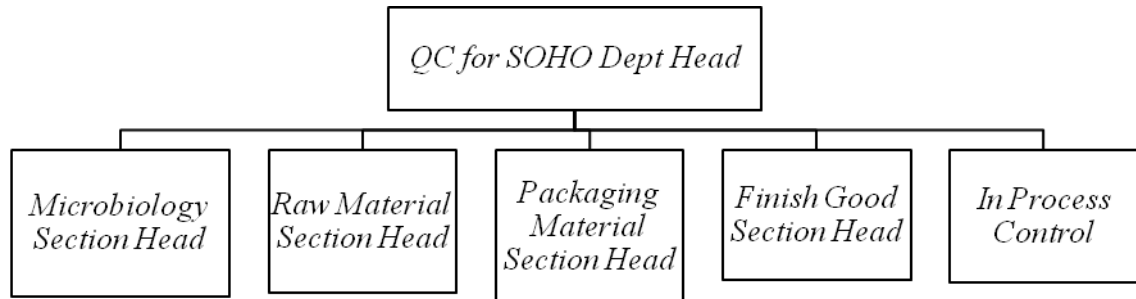 QC for SOHO Dept Head
Microbiology
Section Head
Raw Material
Section Head
Packaging
Material
Section Head
Finish Good
Section Head
In Process
Control